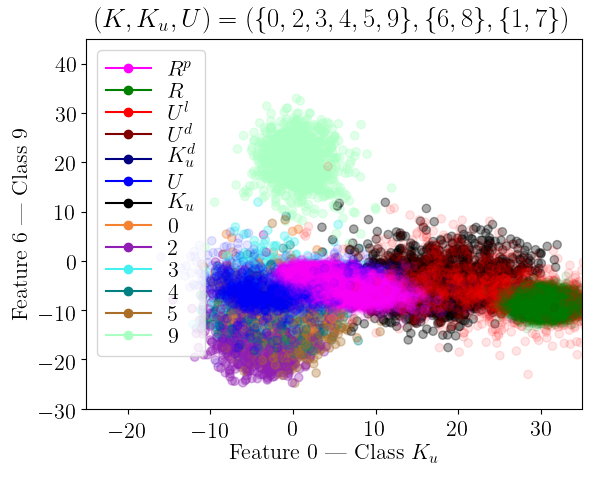 (K, K_u, U) = ({0, 2, 3, 4, 5, 9}, {6, 8}, {1, 7})
Feature 6 — Class 9
40
30
20
10
0
−10
−20
−30
R^p
R
U^l
U^d
K_u^d
U
K_u
0
2
3
4
5
9
−20 −10 0 10 20 30
Feature 0 — Class K_u